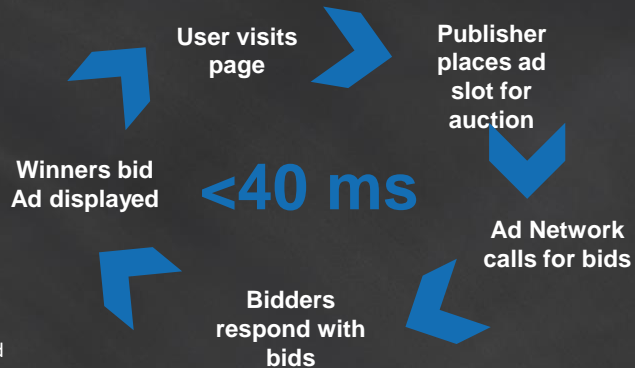 User visits
page
Publisher
places ad
slot for
auction
<40 ms
Winners bid
Ad displayed
Ad Network
calls for bids
Bidders
respond with
bids